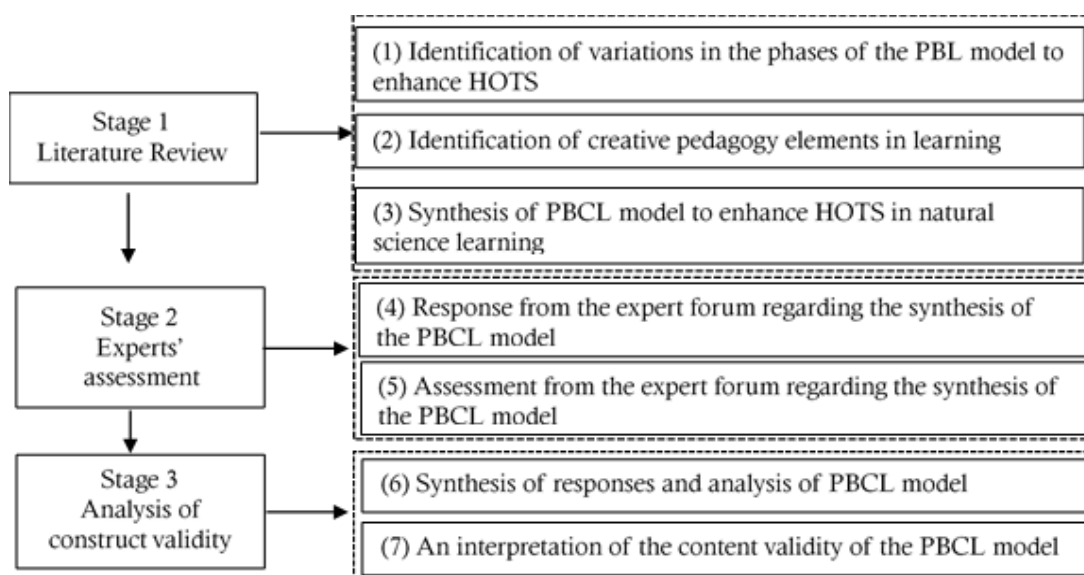 Stage 1
Literature Review
(1) Identification of variations in the phases of the PBL model to
enhance HOTS
(2) Identification of creative pedagogy elements in learning
(3) Synthesis of PBCL model to enhance HOTS in natural
science learning
Stage 2
Experts'
assessment
(4) Response from the expert forum regarding the synthesis of
the PBCL model
(5) Assessment from the expert forum regarding the synthesis of
the PBCL model
Stage 3
Analysis of
construct validity
(6) Synthesis of responses and analysis of PBCL model
(7) An interpretation of the content validity of the PBCL model